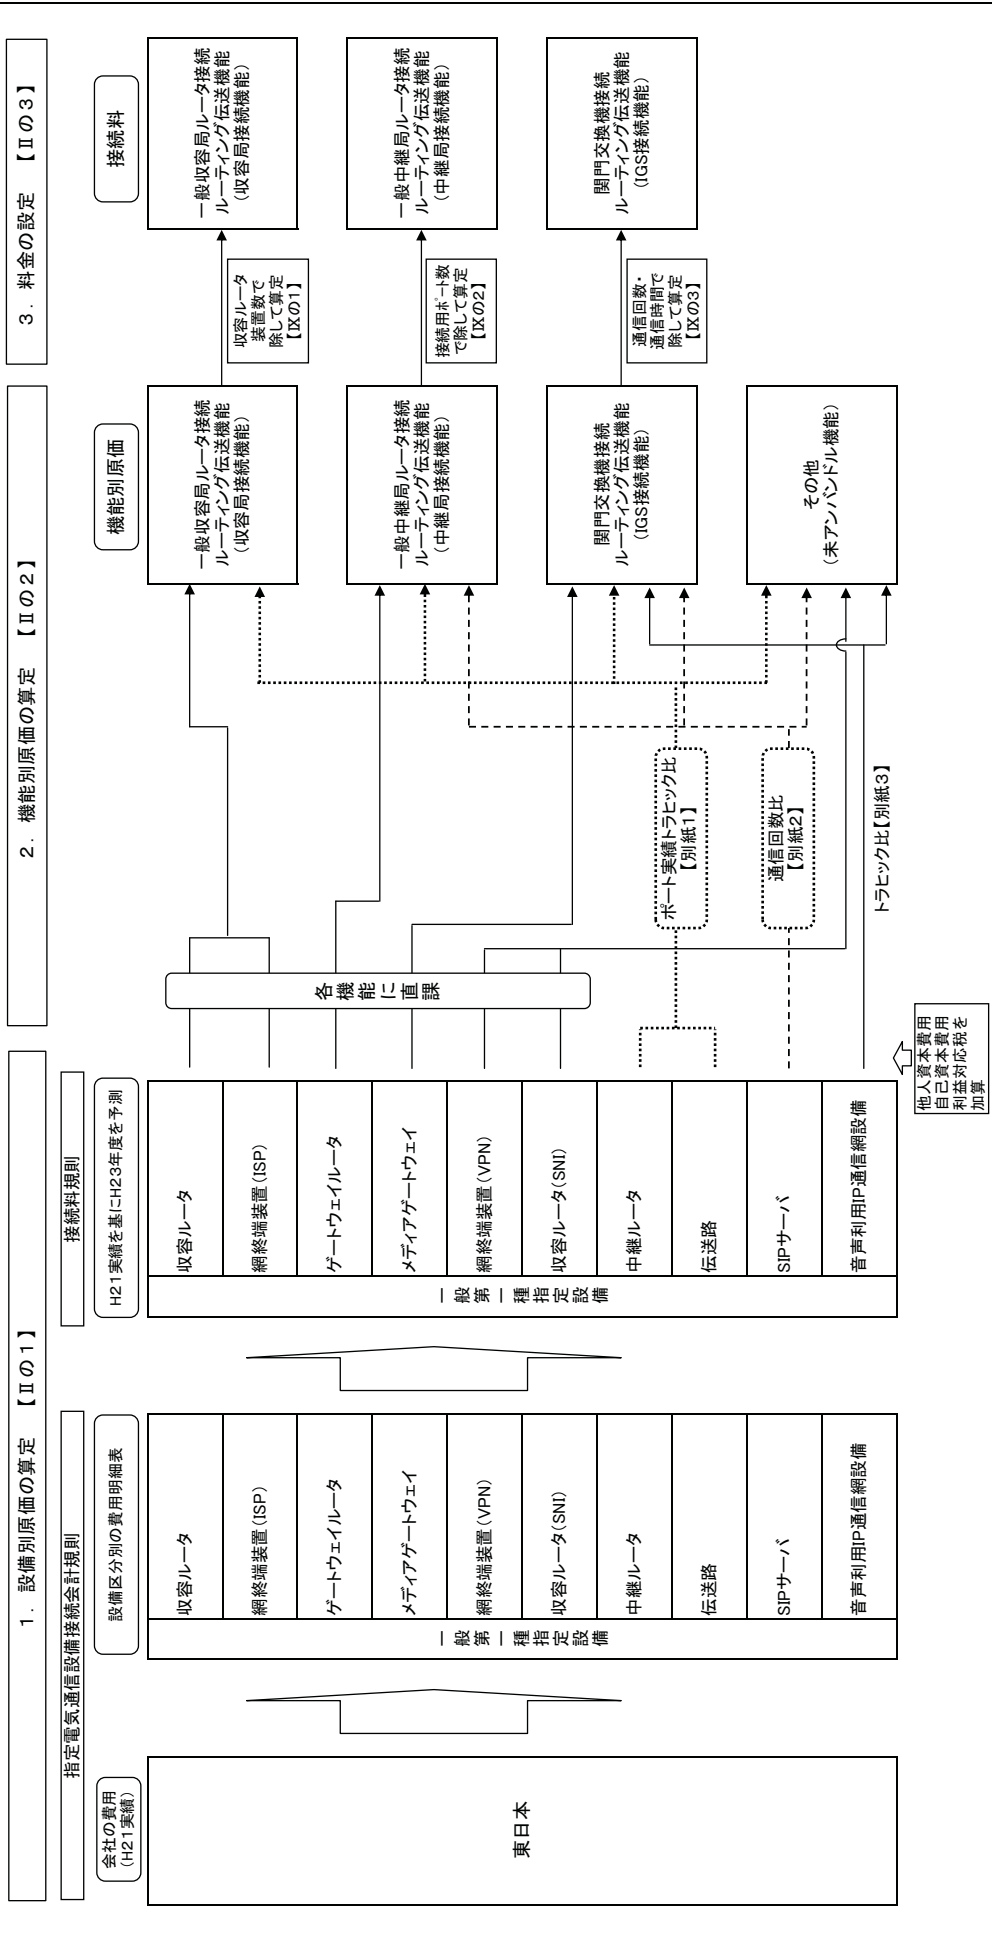 1. 設備別原価の算定 【Ⅱの1】
2. 機能別原価の算定 【Ⅱの2】
3. 料金の設定 【Ⅱの3】
指定電気通信設備接続会計規則
接続料規則
会社の費用
(H21実績)
設備区分別の費用明細表
H21実績を基にH23年度を予測
機能別原価
接続料
東日本
一般第一種指定設備
収容ルータ
網終端装置(ISP)
ゲートウェイルータ
メディアゲートウェイ
網終端装置(VPN)
収容ルータ(SNI)
中継ルータ
伝送路
SIPサーバ
音声利用IP通信網設備
一般第一種指定設備
収容ルータ
網終端装置(ISP)
ゲートウェイルータ
メディアゲートウェイ
網終端装置(VPN)
収容ルータ(SNI)
中継ルータ
伝送路
SIPサーバ
音声利用IP通信網設備
他人資本費用
自己資本費用
利益対応税を
加算
各機能に直課
ポート実績トラヒック比
【別紙1】
通信回数比
【別紙2】
トラヒック比【別紙3】
一般収容局ルータ接続
ルーティング伝送機能
(収容局接続機能)
一般中継局ルータ接続
ルーティング伝送機能
(中継局接続機能)
関門交換機接続
ルーティング伝送機能
(IGS接続機能)
その他
(未アンバンドル機能)
収容ルータ
装置数で
除して算定
【Ⅸの1】
接続用ポート数
で除して算定
【Ⅸの2】
通信回数・
通信時間で
除して算定
【Ⅸの3】
一般収容局ルータ接続
ルーティング伝送機能
(収容局接続機能)
一般中継局ルータ接続
ルーティング伝送機能
(中継局接続機能)
関門交換機接続
ルーティング伝送機能
(IGS接続機能)